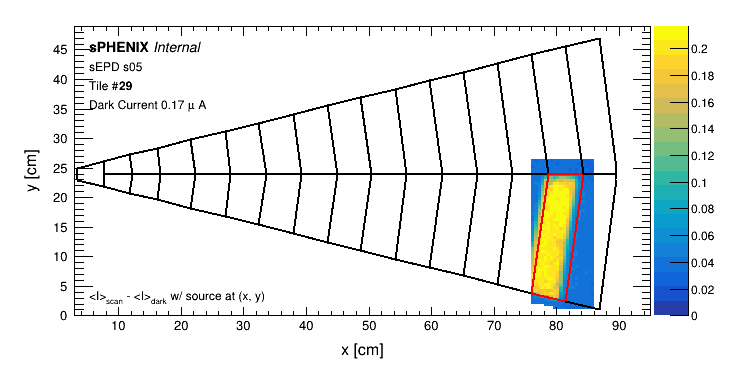 sPHENIX Internal
sEPD s05
Tile #29
Dark Current 0.17 μ A
<I>scan - <I>dark w/ source at (x, y)
y [cm]
45
40
35
30
25
20
15
10
5
0
10 20 30 40 50 60 70 80 90
x [cm]
0.2
0.18
0.16
0.14
0.12
0.1
0.08
0.06
0.04
0.02
0